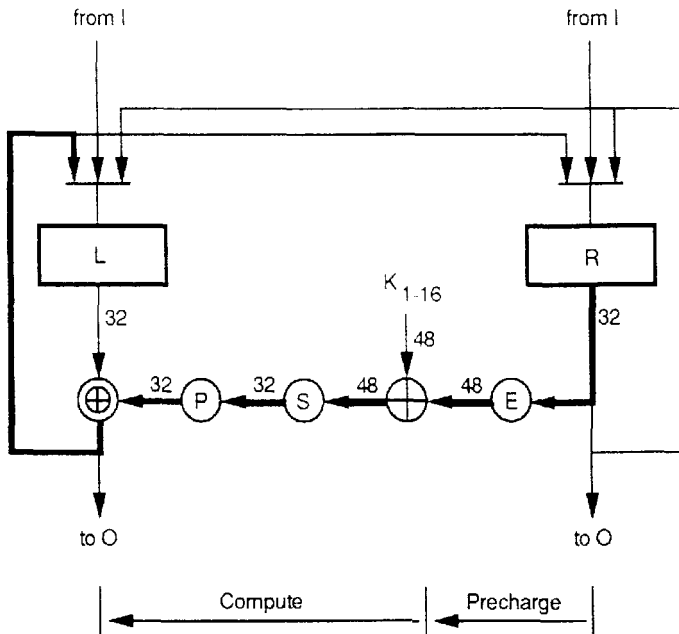 from I
from I
L
R
K 1-16
32
32
48
32
32
48
48
P
S
E
to O
to O
Compute
Precharge